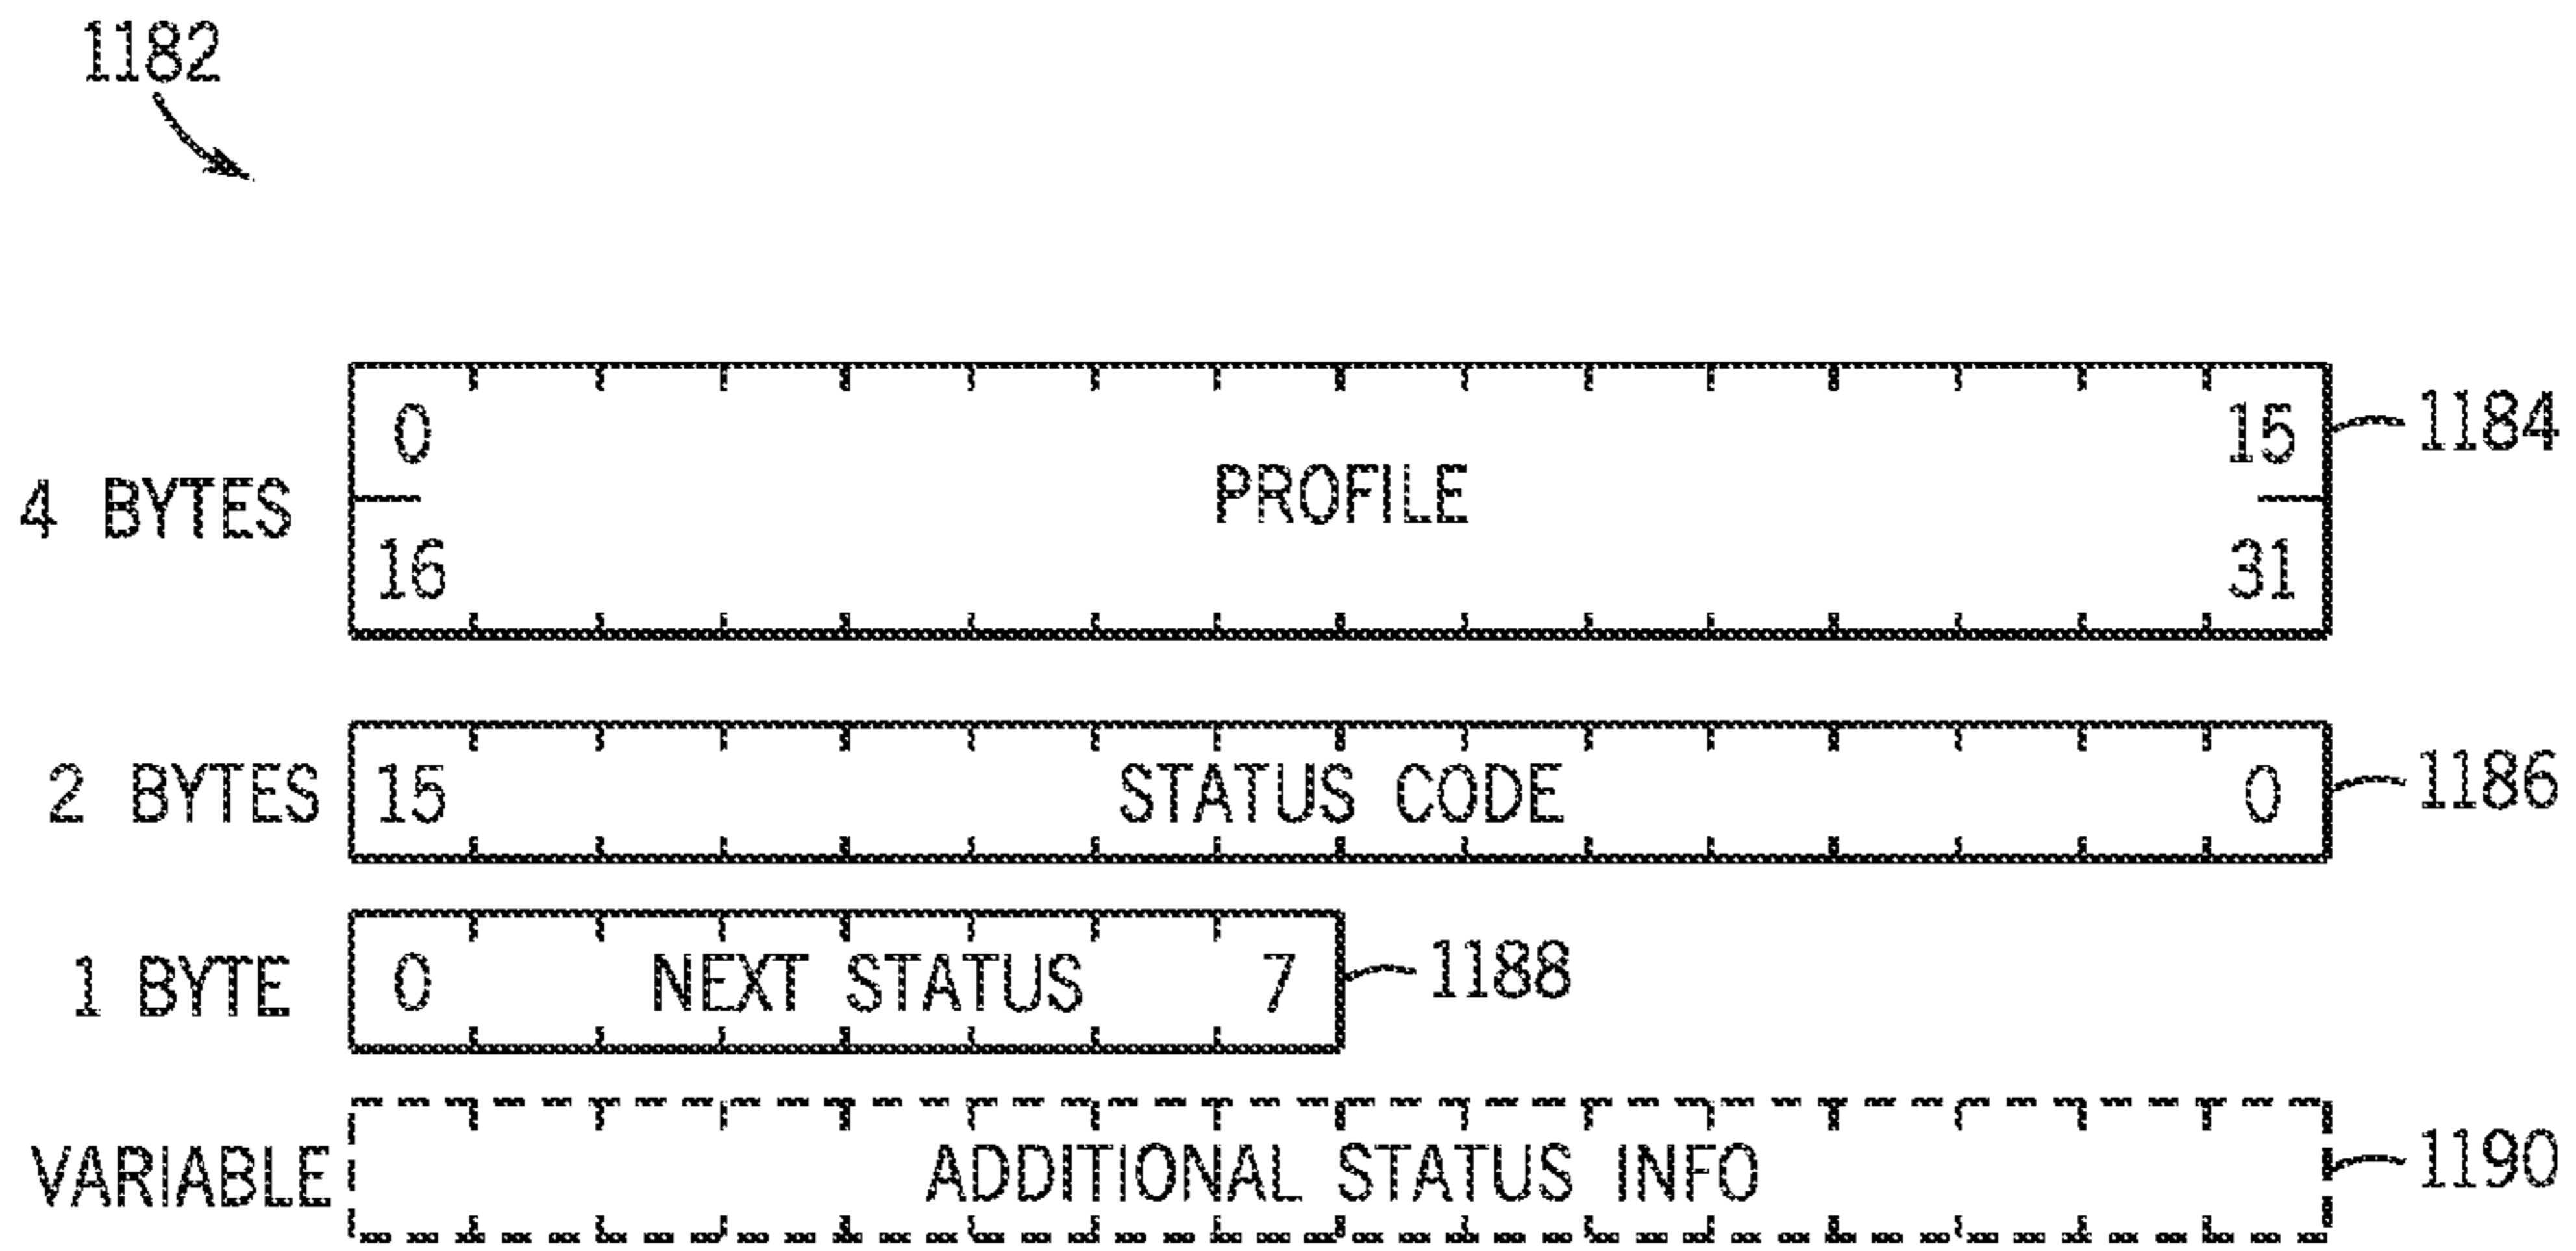 1182
0 15 1184
4 BYTES PROFILE
16 31
2 BYTES 15 STATUS CODE 0 1186
1 BYTE 0 NEXT STATUS 7 1188
VARIABLE ADDITIONAL STATUS INFO 1190